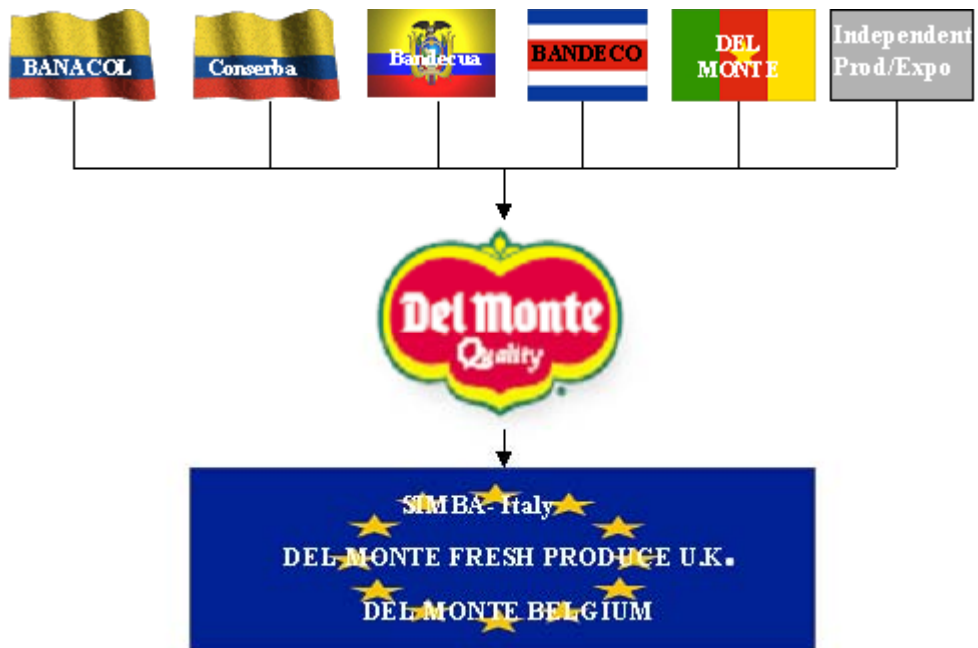 BANACOL
Conserba
Bandecua
BANDECO
DEL
MONTE
Independent
Prod/Expo
Del Monte
Quality
SIMBA- Italy
DEL MONTE FRESH PRODUCE U.K.
DEL MONTE BELGIUM